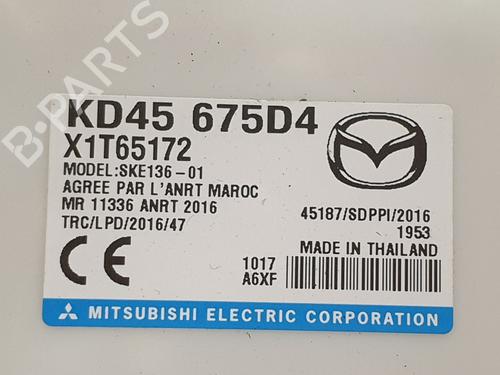 B-PARTS
KD45 675D4
X1T65172
MODEL:SKE136-01
AGREE PAR L'ANRT MAROC
MR 11336 ANRT 2016
TRC/LPD/2016/47
45187/SDPPI/2016
1953
MADE IN THAILAND
CE
1017
A6XF
MITSUBISHI ELECTRIC CORPORATION